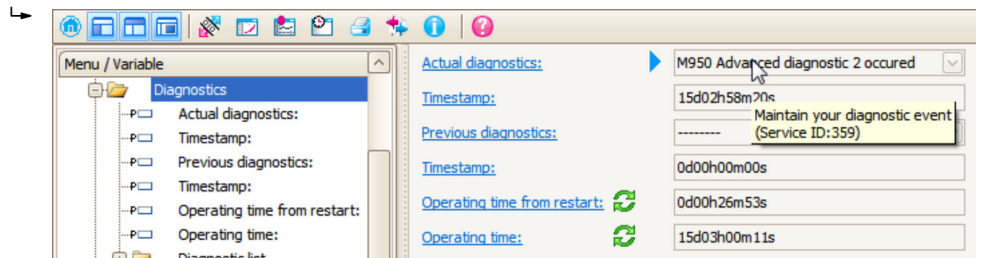 Menu / Variable
Diagnostics
Actual diagnostics:
Timestamp:
Previous diagnostics:
Timestamp:
Operating time from restart:
Operating time:
Diagnostic list
Actual diagnostics:
M950 Advanced diagnostic 2 occured
Timestamp:
15d02h58m20s
Maintain your diagnostic event
(Service ID:359)
Previous diagnostics:
--------
Timestamp:
0d00h00m00s
Operating time from restart:
0d00h26m53s
Operating time:
15d03h00m11s